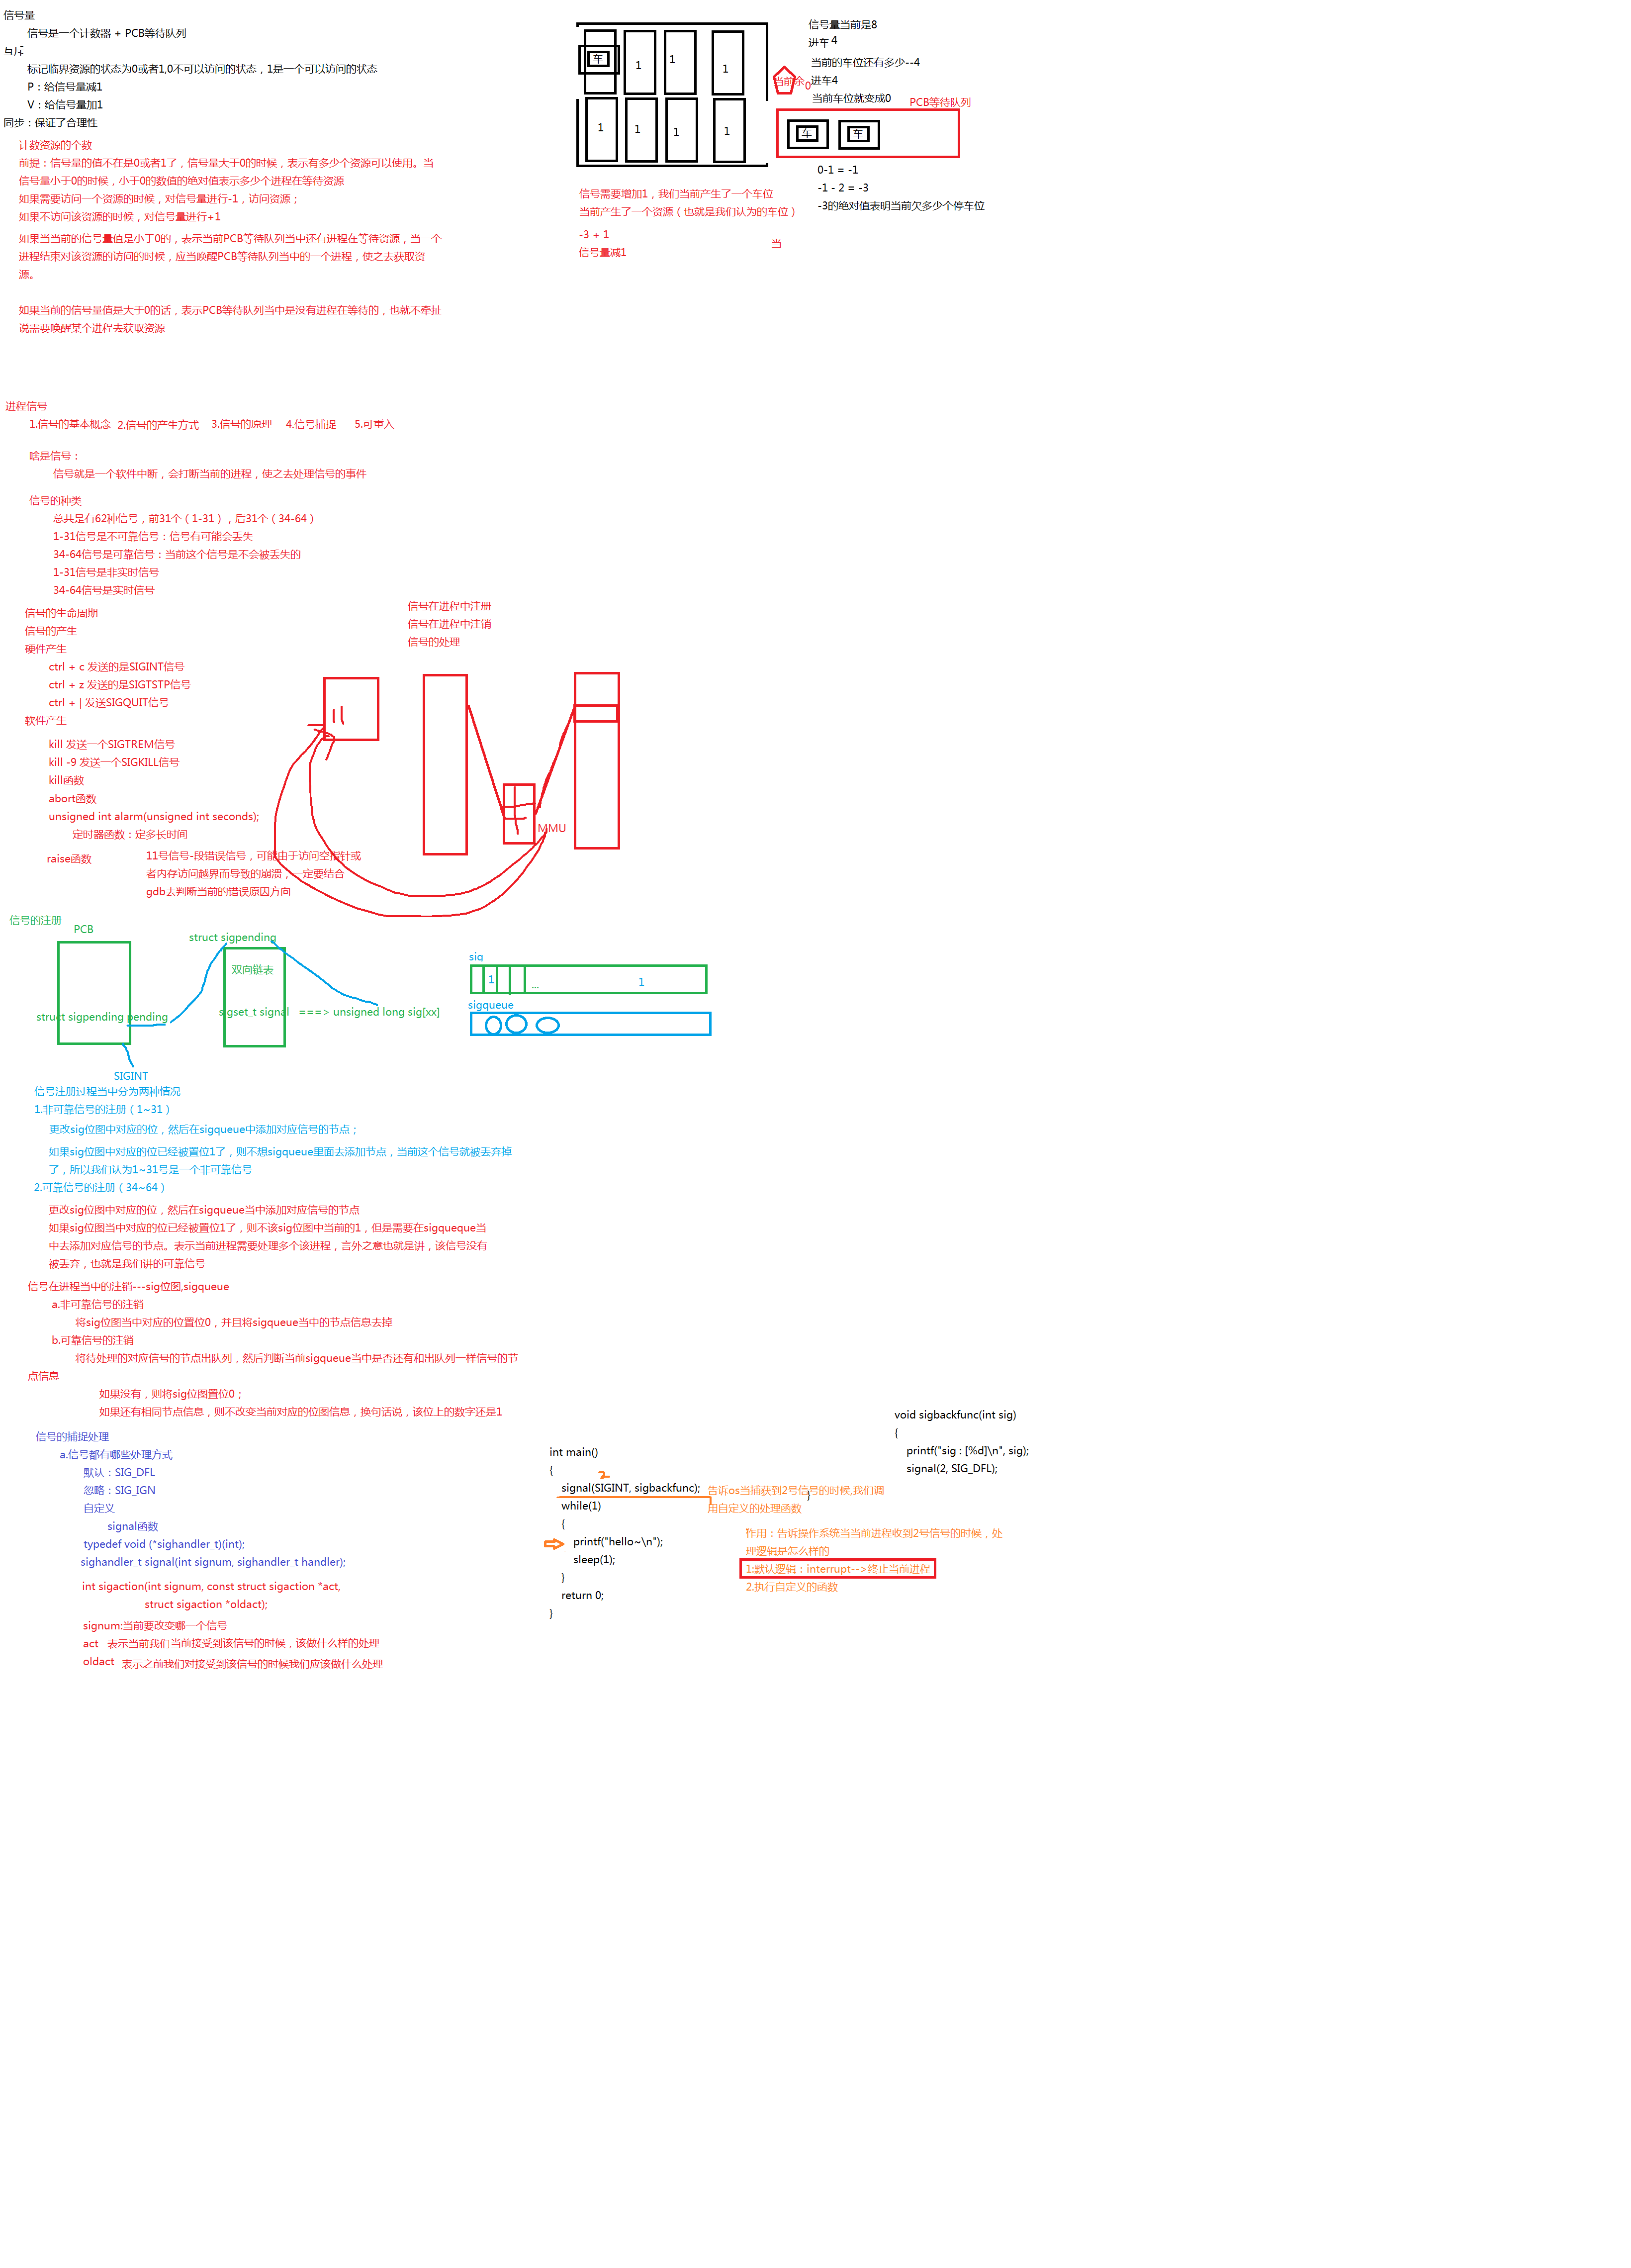 信号量
信号是一个计数器 + PCB等待队列
互斥
标记临界资源的状态为0或者1,0不可以访问的状态，1是一个可以访问的状态
P：给信号量减1
V：给信号量加1
同步：保证了合理性
计数资源的个数
前提：信号量的值不在是0或者1了，信号量大于0的时候，表示有多少个资源可以使用。当
信号量小于0的时候，小于0的数值的绝对值表示多少个进程在等待资源
如果需要访问一个资源的时候，对信号量进行-1，访问资源；
如果不访问该资源的时候，对信号量进行+1
如果当当前的信号量值是小于0的，表示当前PCB等待队列当中还有进程在等待资源，当一个
进程结束对该资源的访问的时候，应当唤醒PCB等待队列当中的一个进程，使之去获取资
源。
如果当前的信号量值是大于0的话，表示PCB等待队列当中是没有进程在等待的，也就不牵扯
说需要唤醒某个进程去获取资源
车
1
1
1
1
1
1
1
当前余
0
信号量当前是8
进车 4
当前的车位还有多少--4
进车4
当前车位就变成0
PCB等待队列
车
车
0-1 = -1
-1 - 2 = -3
-3的绝对值表明当前欠多少个停车位
信号需要增加1，我们当前产生了一个车位
当前产生了一个资源（也就是我们认为的车位）
-3 + 1
信号量减1
当
进程信号
1.信号的基本概念 2.信号的产生方式 3.信号的原理 4.信号捕捉 5.可重入
啥是信号：
信号就是一个软件中断，会打断当前的进程，使之去处理信号的事件
信号的种类
总共是有62种信号，前31个（1-31），后31个（34-64）
1-31信号是不可靠信号：信号有可能会丢失
34-64信号是可靠信号：当前这个信号是不会被丢失的
1-31信号是非实时信号
34-64信号是实时信号
信号的生命周期
信号的产生
硬件产生
ctrl + c 发送的是SIGINT信号
ctrl + z 发送的是SIGTSTP信号
ctrl + | 发送SIGQUIT信号
软件产生
kill 发送一个SIGTREM信号
kill -9 发送一个SIGKILL信号
kill函数
abort函数
unsigned int alarm(unsigned int seconds);
定时器函数：定多长时间
raise函数
11号信号-段错误信号，可能由于访问空指针或
者内存访问越界而导致的崩溃，一定要结合
gdb去判断当前的错误原因方向
信号在进程中注册
信号在进程中注销
信号的处理
MMU
信号的注册
PCB
struct sigpending pending
SIGINT
struct sigpending
双向链表
sigset_t signal ===> unsigned long sig[xx]
sig
1
...
1
sigqueue
信号注册过程当中分为两种情况
1.非可靠信号的注册（1~31）
更改sig位图中对应的位，然后在sigqueue中添加对应信号的节点；
如果sig位图中对应的位已经被置位1了，则不想sigqueue里面去添加节点，当前这个信号就被丢弃掉
了，所以我们认为1~31号是一个非可靠信号
2.可靠信号的注册（34~64）
更改sig位图中对应的位，然后在sigqueue当中添加对应信号的节点
如果sig位图当中对应的位已经被置位1了，则不该sig位图中当前的1，但是需要在sigqueque当
中去添加对应信号的节点。表示当前进程需要处理多个该进程，言外之意也就是讲，该信号没有
被丢弃，也就是我们讲的可靠信号
信号在进程当中的注销---sig位图,sigqueue
a.非可靠信号的注销
将sig位图当中对应的位置位0，并且将sigqueue当中的节点信息去掉
b.可靠信号的注销
将待处理的对应信号的节点出队列，然后判断当前sigqueue当中是否还有和出队列一样信号的节
点信息
如果没有，则将sig位图置位0；
如果还有相同节点信息，则不改变当前对应的位图信息，换句话说，该位上的数字还是1
信号的捕捉处理
a.信号都有哪些处理方式
默认：SIG_DFL
忽略：SIG_IGN
自定义
signal函数
typedef void (*sighandler_t)(int);
sighandler_t signal(int signum, sighandler_t handler);
int sigaction(int signum, const struct sigaction *act,
struct sigaction *oldact);
signum:当前要改变哪一个信号
act 表示当前我们当前接受到该信号的时候，该做什么样的处理
oldact 表示之前我们对接受到该信号的时候我们应该做什么处理
int main()
{
2
signal(SIGINT, sigbackfunc);
while(1)
{
printf("hello~\n");
sleep(1);
}
return 0;
}
void sigbackfunc(int sig)
{
printf("sig : [%d]\n", sig);
signal(2, SIG_DFL);
}
告诉os当捕获到2号信号的时候,我们调
用自定义的处理函数
作用：告诉操作系统当当前进程收到2号信号的时候，处
理逻辑是怎么样的
1:默认逻辑：interrupt-->终止当前进程
2.执行自定义的函数